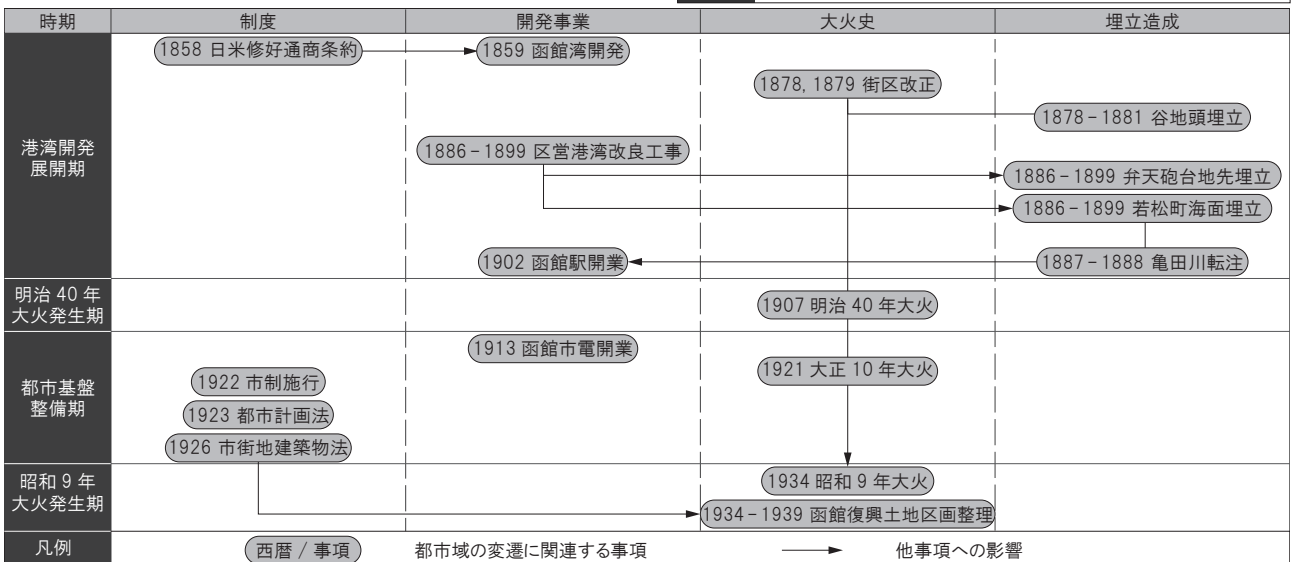 時期 制度 開発事業 大火史 埋立造成
港湾開発
展開期
1858 日米修好通商条約
1859 函館湾開発
1878, 1879 街区改正
1878－1881 谷地頭埋立
1886－1899 区営港湾改良工事
1886－1899 弁天砲台地先埋立
1886－1899 若松町海面埋立
1902 函館駅開業
1887－1888 亀田川転注
明治 40 年
大火発生期
1907 明治 40 年大火
都市基盤
整備期
1913 函館市電開業
1921 大正 10 年大火
1922 市制施行
1923 都市計画法
1926 市街地建築物法
昭和 9 年
大火発生期
1934 昭和 9 年大火
1934－1939 函館復興土地区画整理
凡例 西暦 / 事項 都市域の変遷に関連する事項 他事項への影響